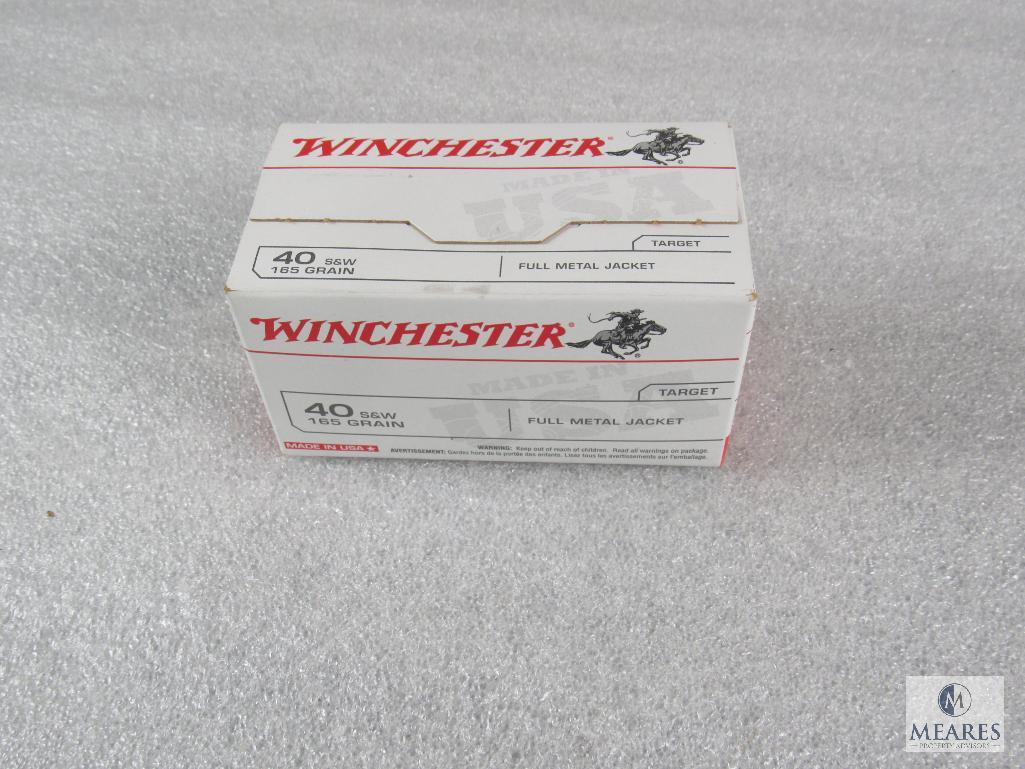 WINCHESTER®
MADE IN
USA
TARGET
40 S&W
165 GRAIN
FULL METAL JACKET
WINCHESTER®
MADE IN
USA
TARGET
40 S&W
165 GRAIN
FULL METAL JACKET
MADE IN USA
WARNING: Keep out of reach of children. Read all warnings on package.
AVERTISSEMENT: Gardez hors de la portée des enfants. Lisez tous les avertissements sur l'emballage.
M
MEARES
PROPERTY ADVISORS